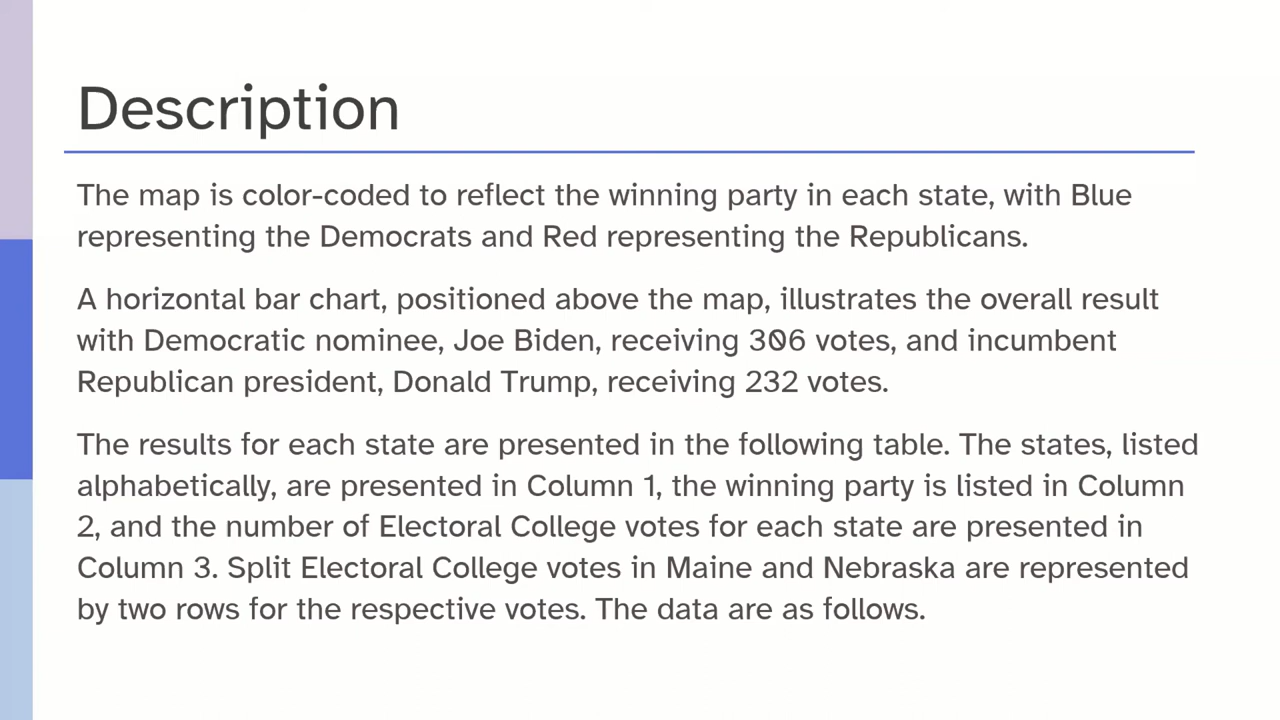 Description
The map is color-coded to reflect the winning party in each state, with Blue
representing the Democrats and Red representing the Republicans.
A horizontal bar chart, positioned above the map, illustrates the overall result
with Democratic nominee, Joe Biden, receiving 306 votes, and incumbent
Republican president, Donald Trump, receiving 232 votes.
The results for each state are presented in the following table. The states, listed
alphabetically, are presented in Column 1, the winning party is listed in Column
2, and the number of Electoral College votes for each state are presented in
Column 3. Split Electoral College votes in Maine and Nebraska are represented
by two rows for the respective votes. The data are as follows.